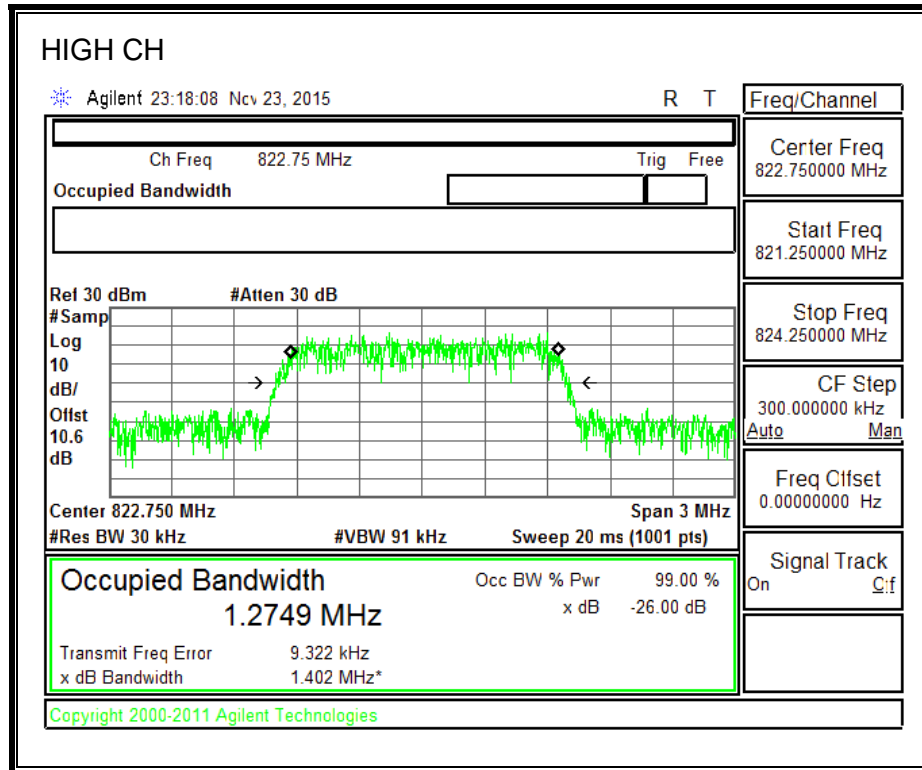 HIGH CH
Agilent 23:18:08 Nov 23, 2015 R T
Ch Freq 822.75 MHz Trig Free
Occupied Bandwidth
Ref 30 dBm #Atten 30 dB
#Samp
Log
10
dB/
Offst
10.6
dB
Center 822.750 MHz Span 3 MHz
#Res BW 30 kHz #VBW 91 kHz Sweep 20 ms (1001 pts)
Occupied Bandwidth Occ BW % Pwr 99.00 %
1.2749 MHz x dB -26.00 dB
Transmit Freq Error 9.322 kHz
x dB Bandwidth 1.402 MHz*
Copyright 2000-2011 Agilent Technologies
Freq/Channel
Center Freq
822.750000 MHz
Start Freq
821.250000 MHz
Stop Freq
824.250000 MHz
CF Step
300.000000 kHz
Auto Man
Freq Offset
0.00000000 Hz
Signal Track
On Off